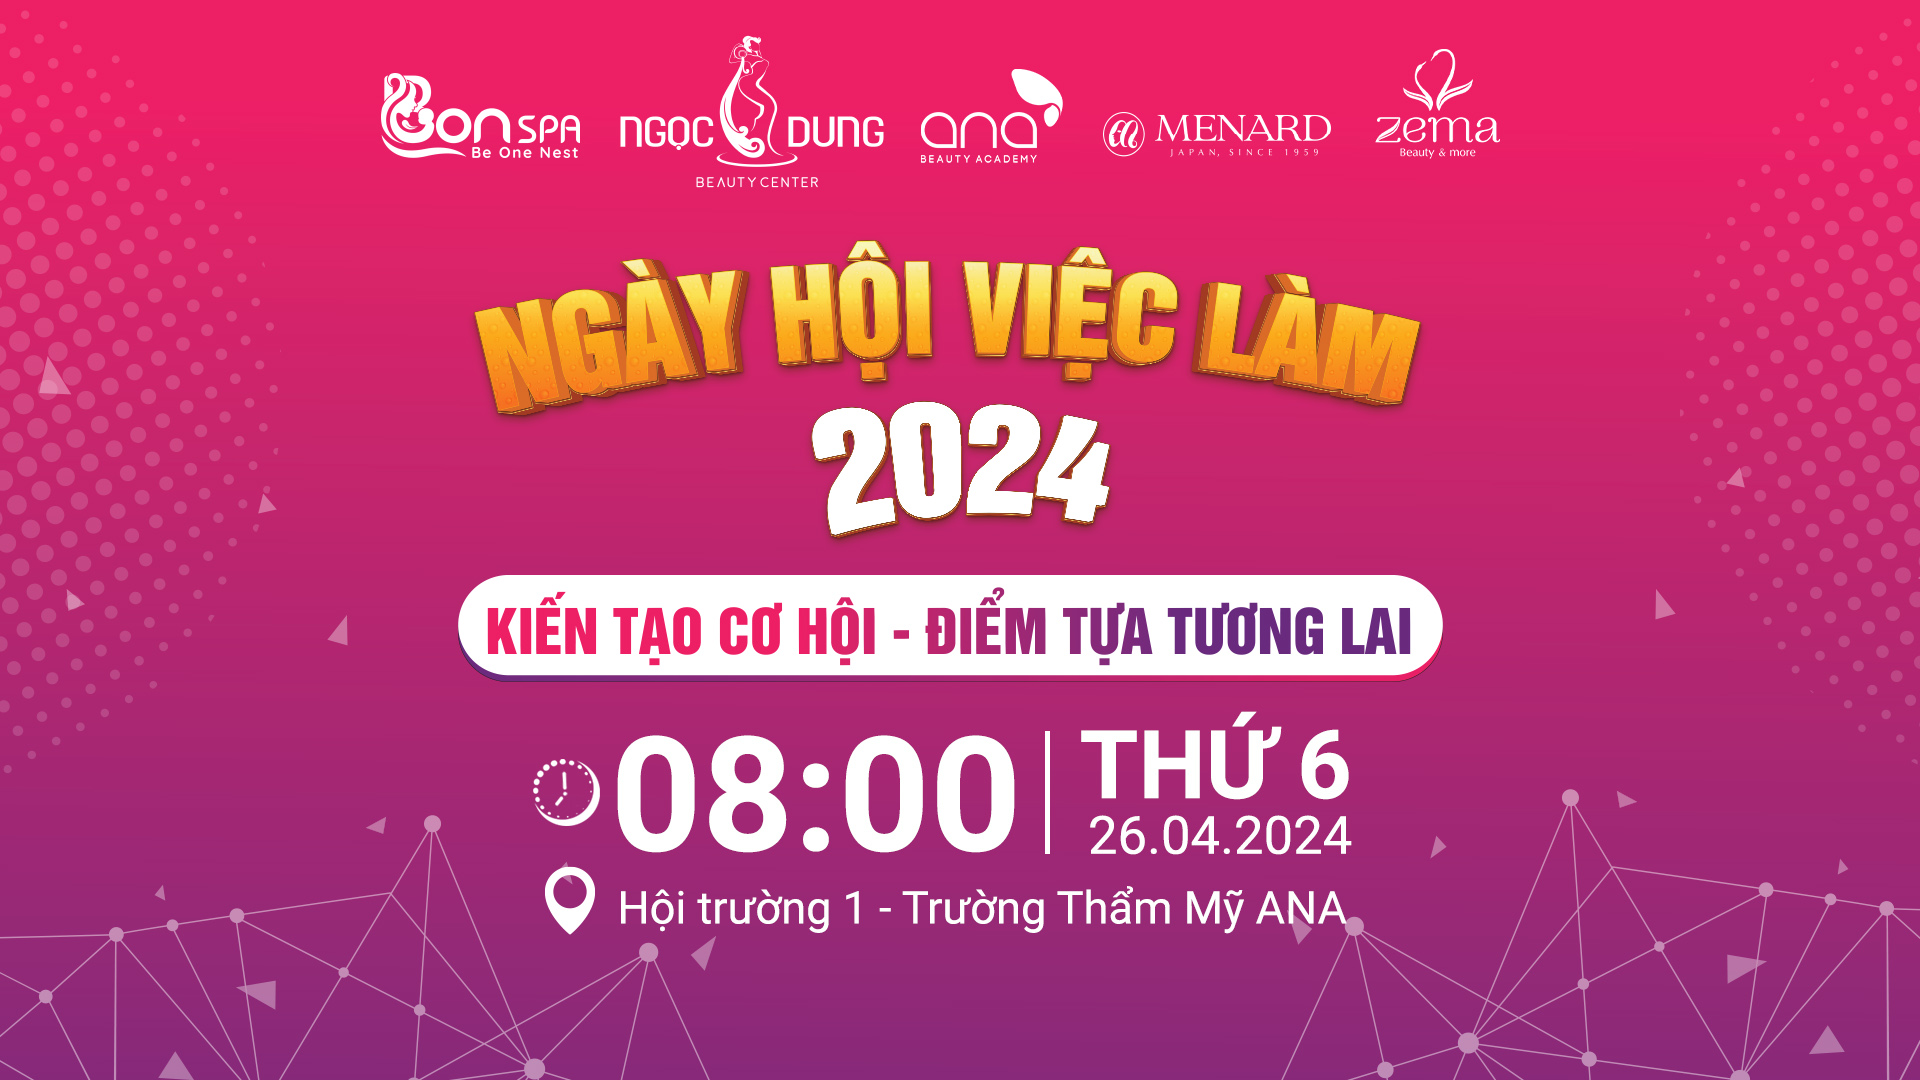 BonSPA
Be One Nest
NGỌC DUNG
BEAUTY CENTER
ana
BEAUTY ACADEMY
MENARD
JAPAN, SINCE 1959
zema
Beauty & more
NGÀY HỘI VIỆC LÀM
2024
KIẾN TẠO CƠ HỘI - ĐIỂM TỰA TƯƠNG LAI
08:00
THỨ 6
26.04.2024
Hội trường 1 - Trường Thẩm Mỹ ANA